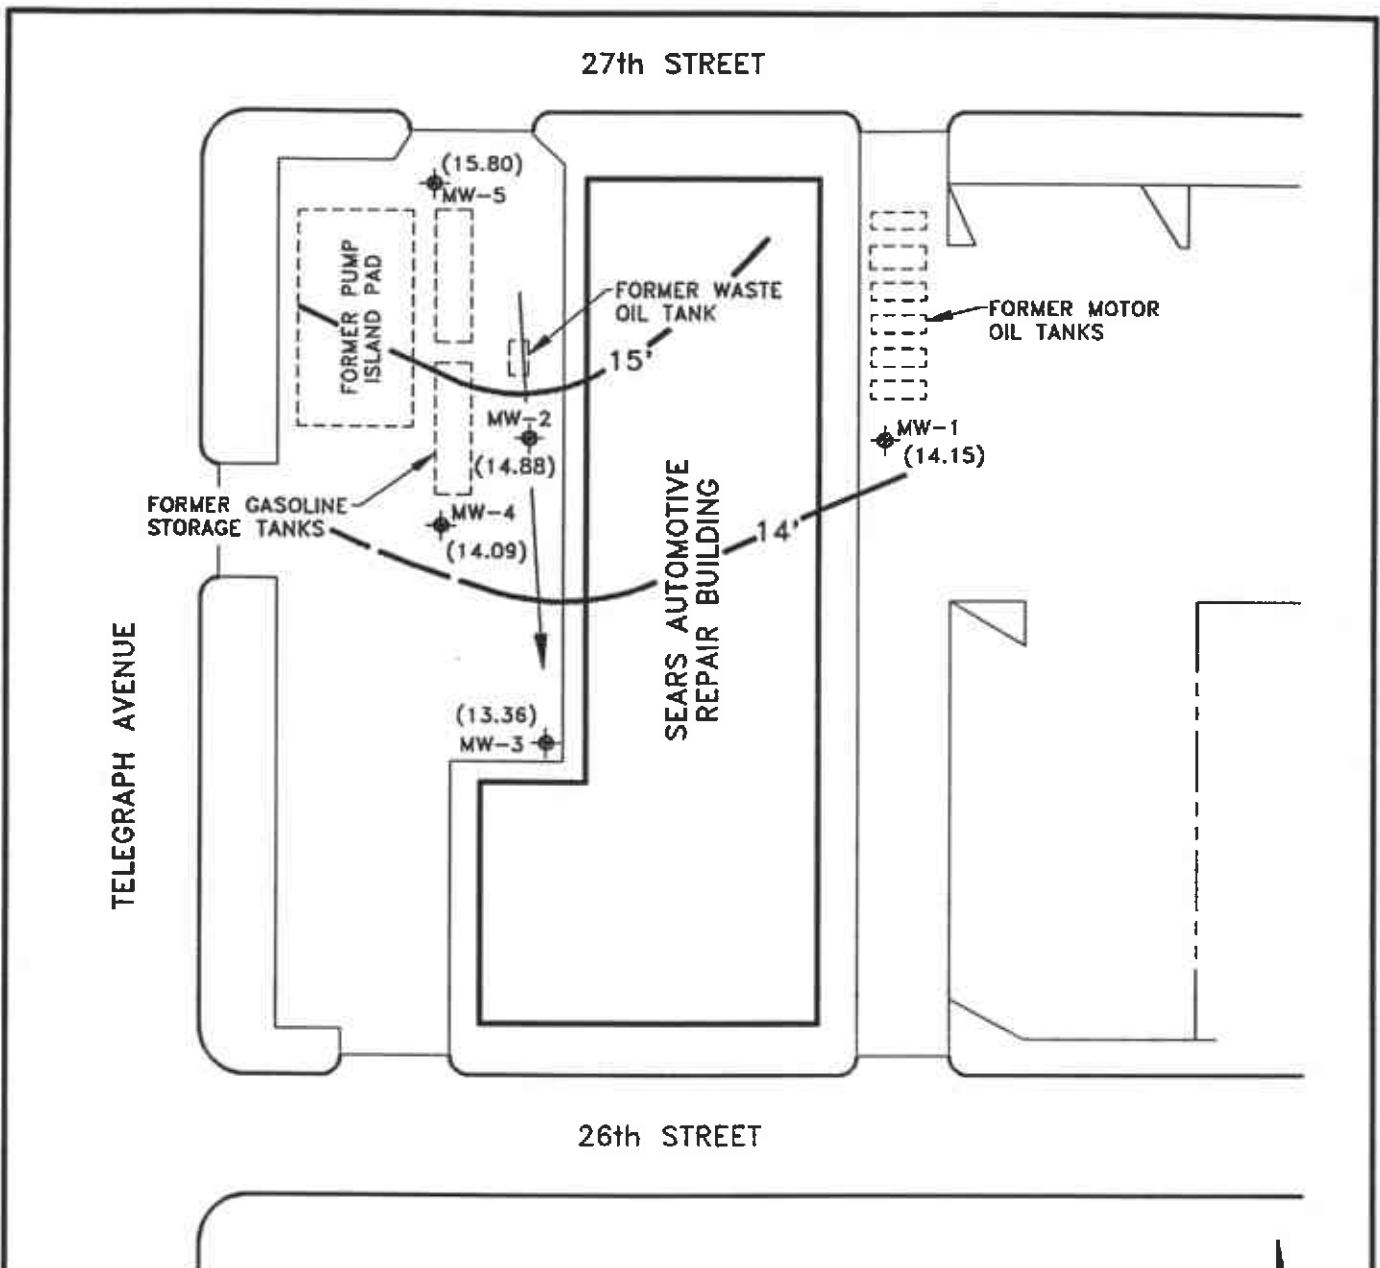 27th STREET
(15.80)
MW-5
FORMER PUMP
ISLAND PAD
FORMER WASTE
OIL TANK
FORMER MOTOR
OIL TANKS
15'
MW-2
(14.88)
MW-1
(14.15)
FORMER GASOLINE
STORAGE TANKS
MW-4
(14.09)
14'
SEARS AUTOMOTIVE
REPAIR BUILDING
TELEGRAPH AVENUE
(13.36)
MW-3
26th STREET